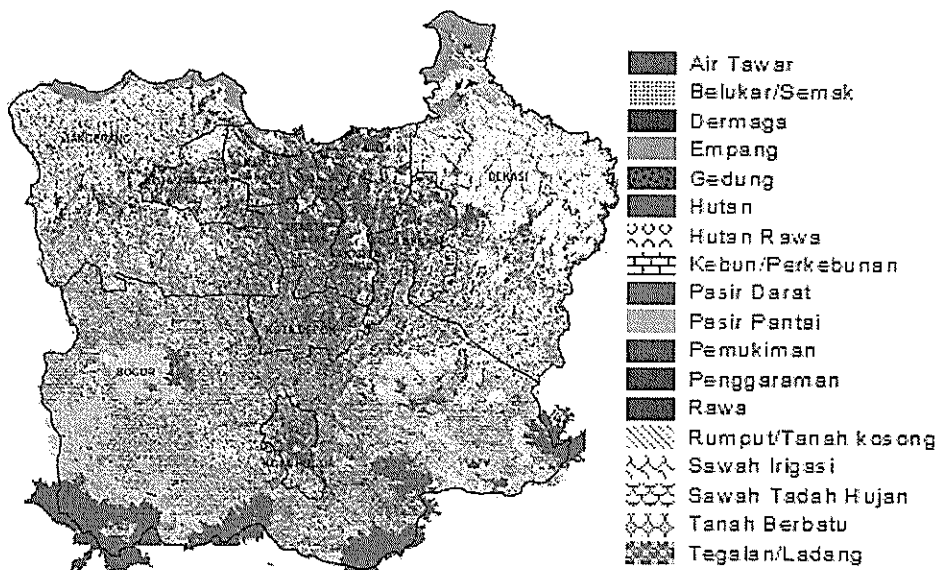 TANGERANG
BEKASI
BOGOR
Air Tawar
Belukar/Semak
Dermaga
Empang
Gedung
Hutan
Hutan Rawa
Kebun/Perkebunan
Pasir Darat
Pasir Pantai
Pemukiman
Penggaraman
Rawa
Rumput/Tanah kosong
Sawah Irigasi
Sawah Tadah Hujan
Tanah Berbatu
Tegalan/Ladang